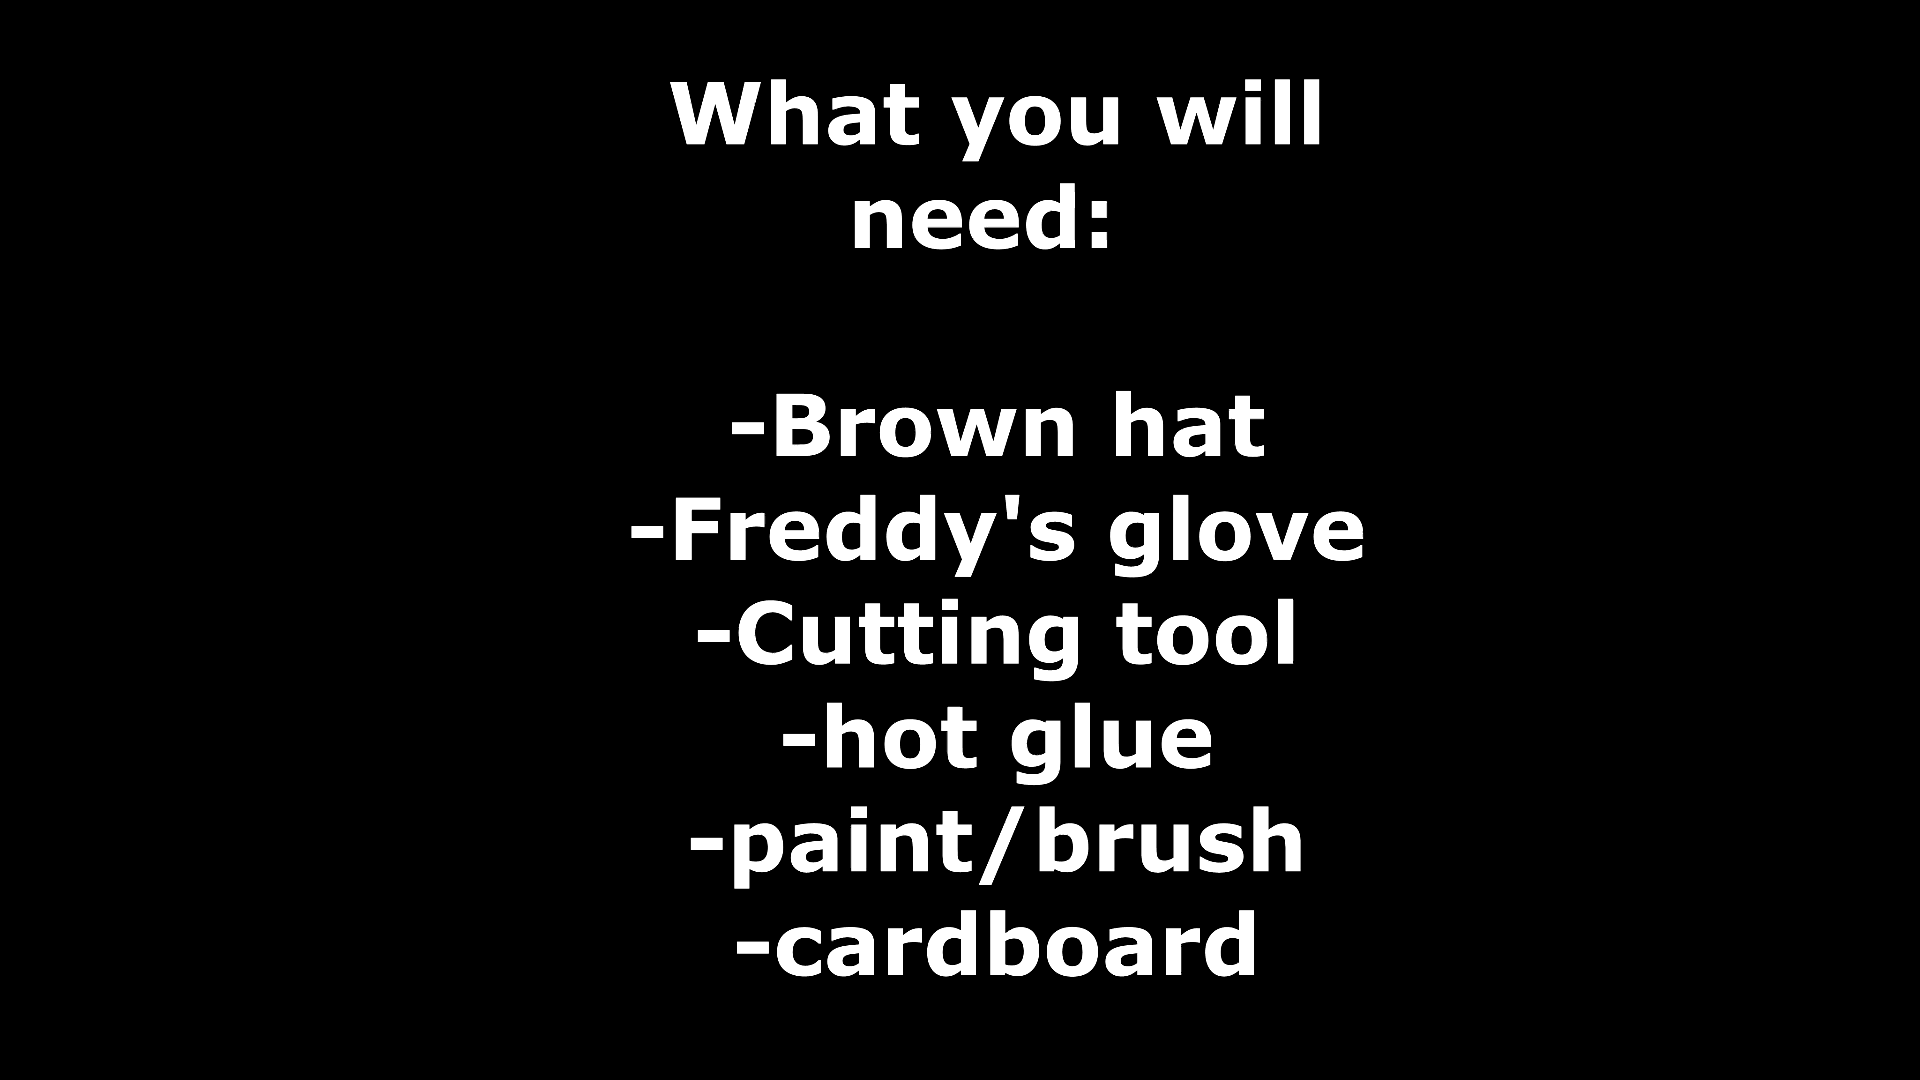 What you will
need:
-Brown hat
-Freddy's glove
-Cutting tool
-hot glue
-paint/brush
-cardboard